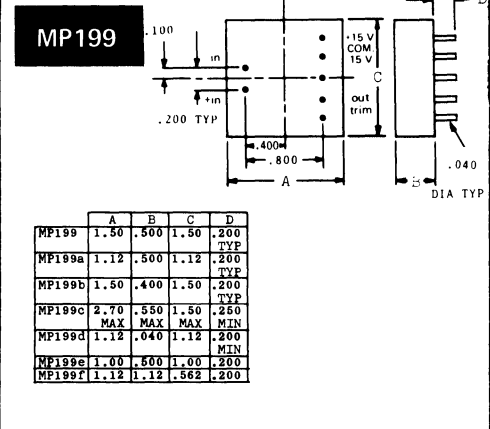 MP199
.100
in
+in
.200 TYP
+15 V
COM.
15 V
C
out
trim
.400
.800
A
B
D
.040
DIA TYP
A B C D
MP199 1.50 .500 1.50 .200 TYP
MP199a 1.12 .500 1.12 .200 TYP
MP199b 1.50 .400 1.50 .200 TYP
MP199c 2.70 MAX .550 MAX 1.50 MAX .250 MIN
MP199d 1.12 .040 1.12 .200 MIN
MP199e 1.00 .500 1.00 .200
MP199f 1.12 1.12 .562 .200